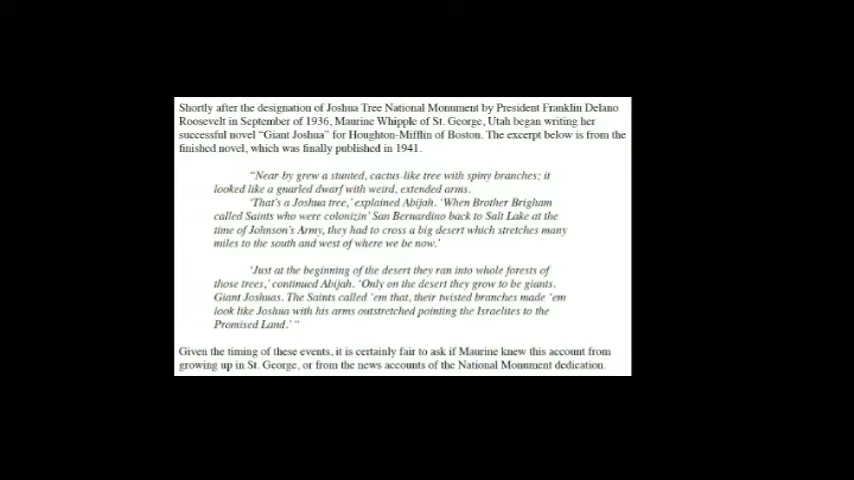 Shortly after the designation of Joshua Tree National Monument by President Franklin Delano
Roosevelt in September of 1936, Maurine Whipple of St. George, Utah began writing her
successful novel “Giant Joshua” for Houghton-Mifflin of Boston. The excerpt below is from the
finished novel, which was finally published in 1941.
“Near-by grew a stunted, cactus-like tree with spiny branches; it
looked like a gnarled dwarf with weird, extended arms.
‘That’s a Joshua tree,’ explained Abijah. ‘When Brother Brigham
called Saints who were colonizin’ San Bernardino back to Salt Lake at the
time of Johnson’s Army, they had to cross a big desert which stretches many
miles to the south and west of where we be now.’
‘Just at the beginning of the desert they ran into whole forests of
those trees,’ continued Abijah. ‘Only on the desert they grow to be giants.
Giant Joshuas. The Saints called ‘em that, their twisted branches made ‘em
look like Joshua with his arms outstretched pointing the Israelites to the
Promised Land.’ “
Given the timing of these events, it is certainly fair to ask if Maurine knew this account from
growing up in St. George, or from the news accounts of the National Monument dedication.